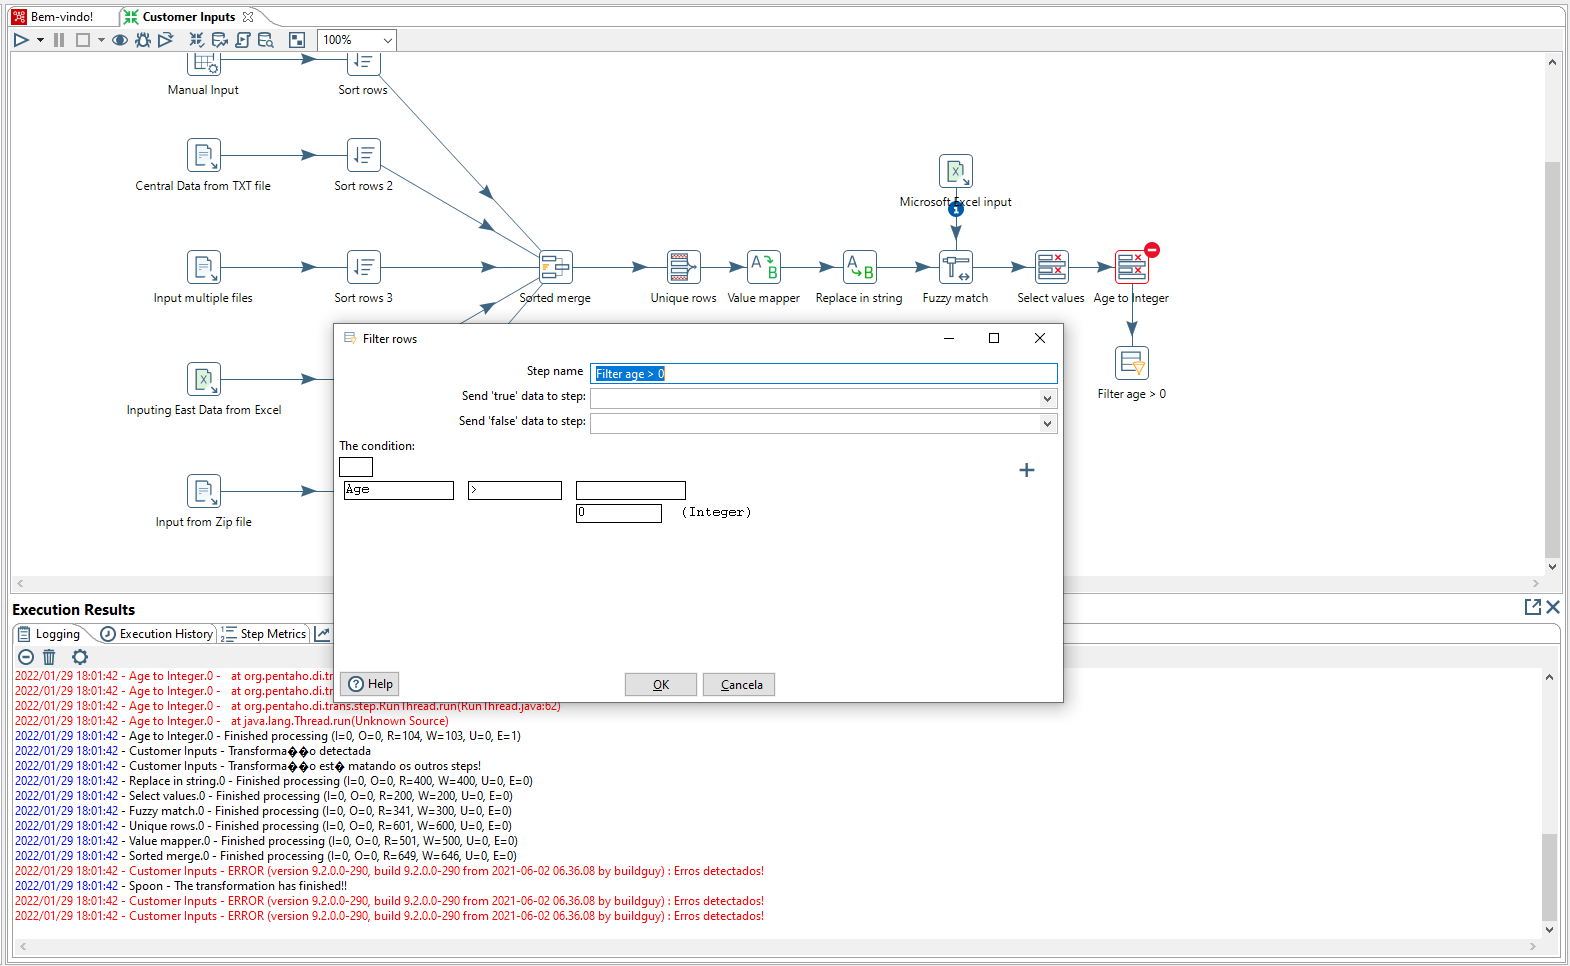 Bem-vindo!
Customer Inputs
100%
Manual Input
Sort rows
Central Data from TXT file
Sort rows 2
Microsoft Excel input
Input multiple files
Sort rows 3
Sorted merge
Unique rows
Value mapper
Replace in string
Fuzzy match
Select values
Age to Integer
Inputing East Data from Excel
Filter age > 0
Input from Zip file
Filter rows
Step name
Filter age > 0
Send 'true' data to step:
Send 'false' data to step:
The condition:
Age
>
0
(Integer)
Help
OK
Cancela
Execution Results
Logging
Execution History
Step Metrics
2022/01/29 18:01:42 - Age to Integer.0 -   at org.pentaho.di.tr
2022/01/29 18:01:42 - Age to Integer.0 -   at org.pentaho.di.tr
2022/01/29 18:01:42 - Age to Integer.0 -   at org.pentaho.di.trans.step.RunThread.run(RunThread.java:62)
2022/01/29 18:01:42 - Age to Integer.0 -   at java.lang.Thread.run(Unknown Source)
2022/01/29 18:01:42 - Age to Integer.0 - Finished processing (I=0, O=0, R=104, W=103, U=0, E=1)
2022/01/29 18:01:42 - Customer Inputs - Transforma��o detectada
2022/01/29 18:01:42 - Customer Inputs - Transforma��o est� matando os outros steps!
2022/01/29 18:01:42 - Replace in string.0 - Finished processing (I=0, O=0, R=400, W=400, U=0, E=0)
2022/01/29 18:01:42 - Select values.0 - Finished processing (I=0, O=0, R=200, W=200, U=0, E=0)
2022/01/29 18:01:42 - Fuzzy match.0 - Finished processing (I=0, O=0, R=341, W=300, U=0, E=0)
2022/01/29 18:01:42 - Unique rows.0 - Finished processing (I=0, O=0, R=601, W=600, U=0, E=0)
2022/01/29 18:01:42 - Value mapper.0 - Finished processing (I=0, O=0, R=501, W=500, U=0, E=0)
2022/01/29 18:01:42 - Sorted merge.0 - Finished processing (I=0, O=0, R=649, W=646, U=0, E=0)
2022/01/29 18:01:42 - Customer Inputs - ERROR (version 9.2.0.0-290, build 9.2.0.0-290 from 2021-06-02 06.36.08 by buildguy) : Erros detectados!
2022/01/29 18:01:42 - Spoon - The transformation has finished!!
2022/01/29 18:01:42 - Customer Inputs - ERROR (version 9.2.0.0-290, build 9.2.0.0-290 from 2021-06-02 06.36.08 by buildguy) : Erros detectados!
2022/01/29 18:01:42 - Customer Inputs - ERROR (version 9.2.0.0-290, build 9.2.0.0-290 from 2021-06-02 06.36.08 by buildguy) : Erros detectados!